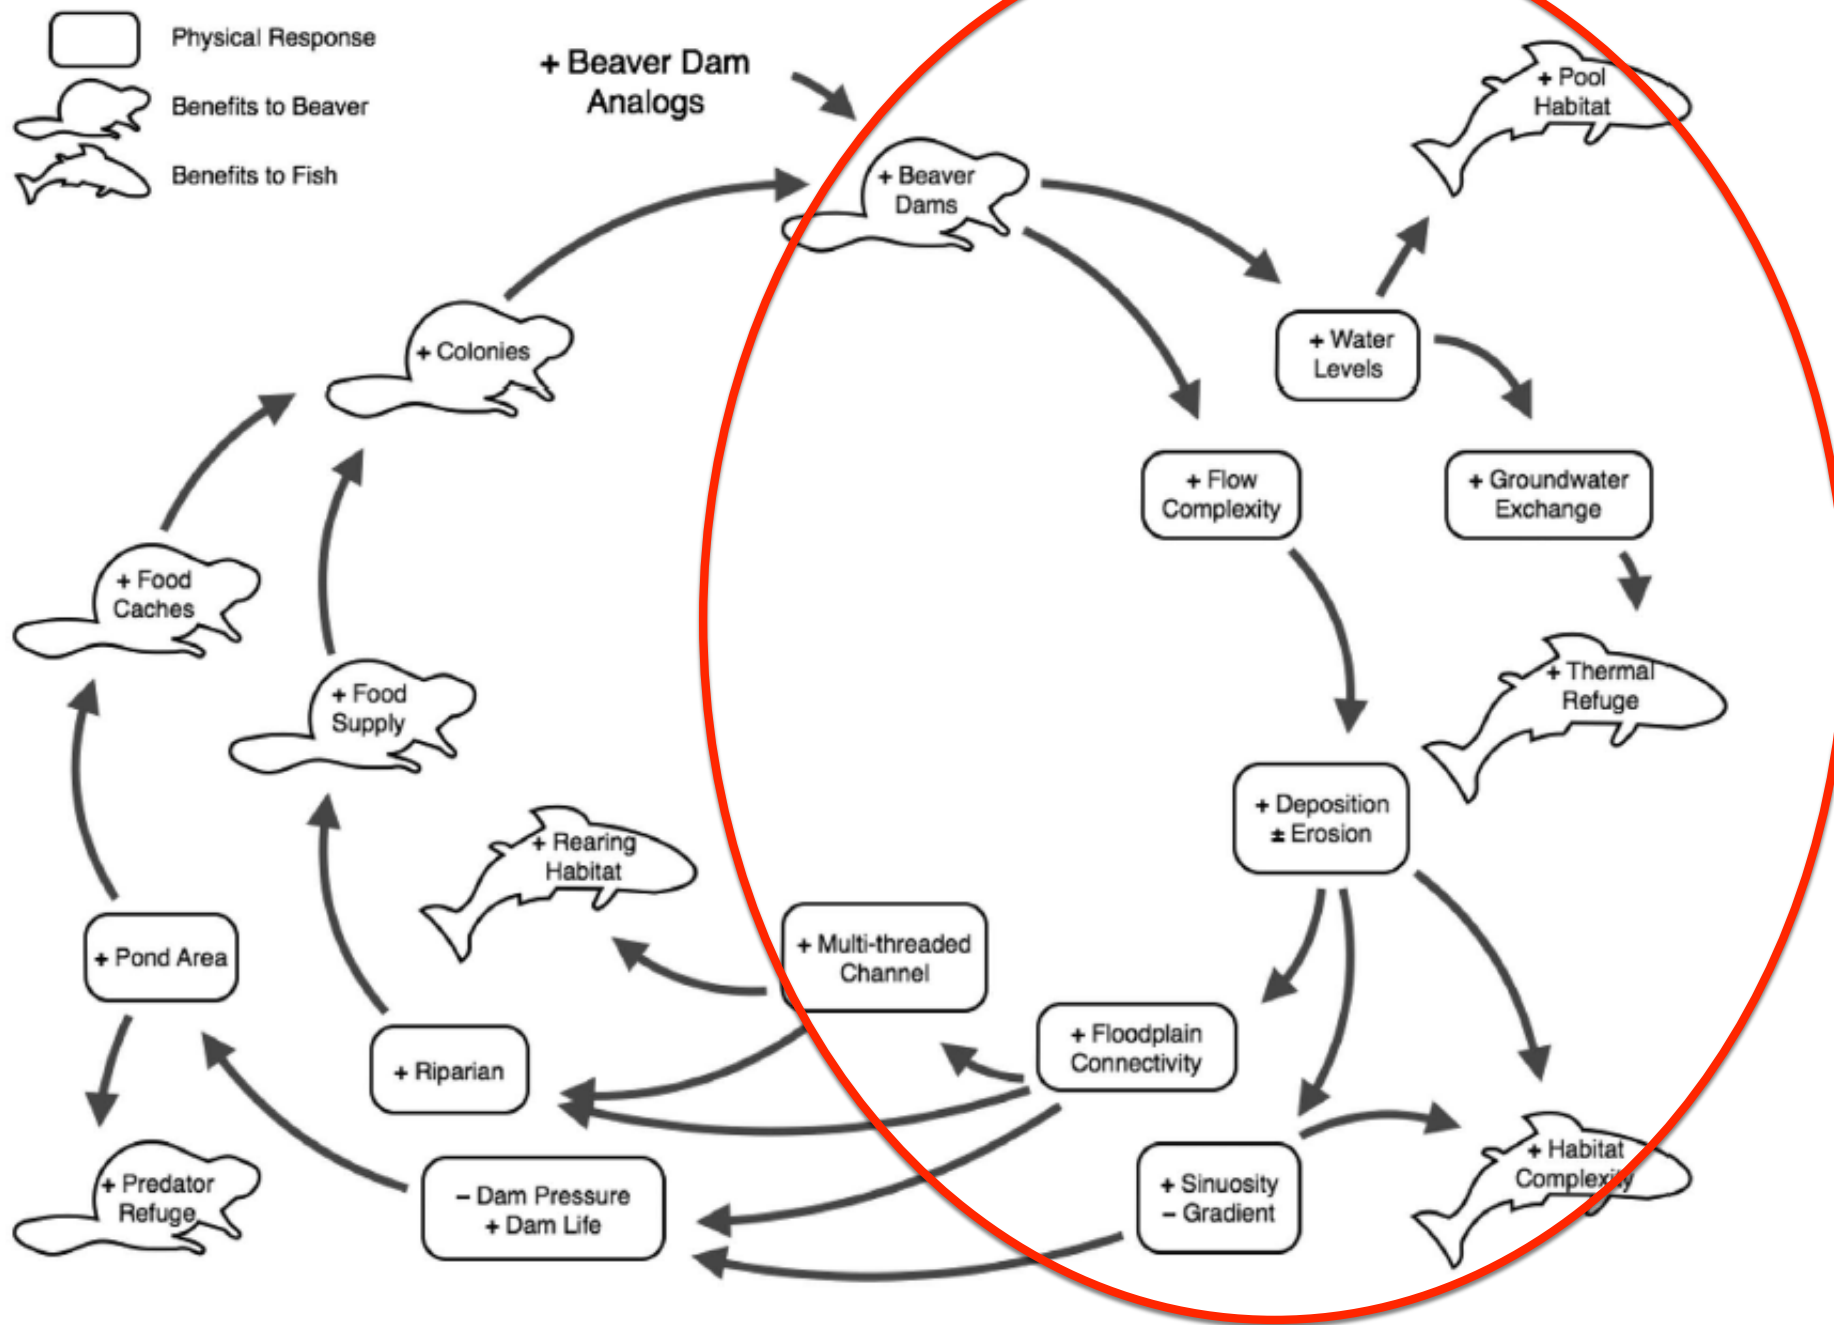 Physical Response
Benefits to Beaver
Benefits to Fish
+ Beaver Dam
Analogs
+ Beaver
Dams
+ Pool
Habitat
+ Water
Levels
+ Colonies
+ Flow
Complexity
+ Groundwater
Exchange
+ Food
Caches
+ Food
Supply
+ Thermal
Refuge
+ Deposition
± Erosion
+ Rearing
Habitat
+ Pond Area
+ Multi-threaded
Channel
+ Riparian
+ Floodplain
Connectivity
+ Predator
Refuge
– Dam Pressure
+ Dam Life
+ Sinuosity
– Gradient
+ Habitat
Complexity